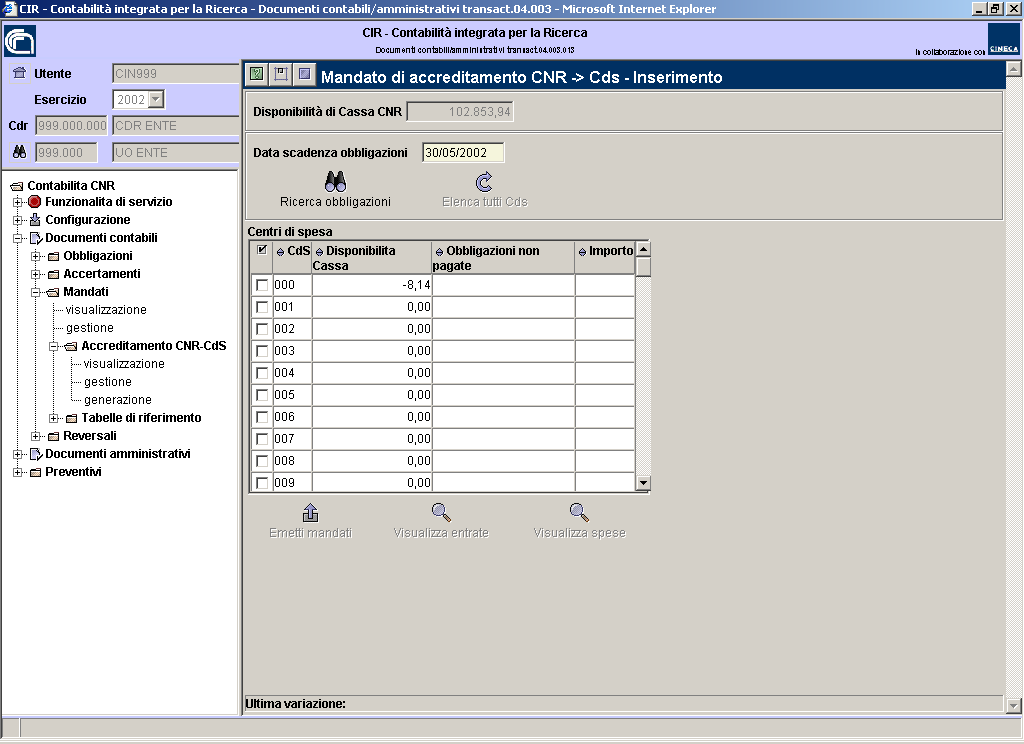 CIR - Contabilità integrata per la Ricerca - Documenti contabili/amministrativi transact.04.003 - Microsoft Internet Explorer
CIR - Contabilità integrata per la Ricerca
Documenti contabili/amministrativi transact.04.003.013
In collaborazione con CINECA
Utente CIN999
Esercizio 2002
Cdr 999.000.000 CDR ENTE
999.000 UO ENTE
Contabilita CNR
Funzionalita di servizio
Configurazione
Documenti contabili
Obbligazioni
Accertamenti
Mandati
visualizzazione
gestione
Accreditamento CNR-CdS
visualizzazione
gestione
generazione
Tabelle di riferimento
Reversali
Documenti amministrativi
Preventivi
Mandato di accreditamento CNR -> Cds - Inserimento
Disponibilità di Cassa CNR 102.853,94
Data scadenza obbligazioni 30/05/2002
Ricerca obbligazioni Elenca tutti Cds
Centri di spesa
CdS Disponibilita Cassa Obbligazioni non pagate Importo
000 -8,14
001 0,00
002 0,00
003 0,00
004 0,00
005 0,00
006 0,00
007 0,00
008 0,00
009 0,00
Emetti mandati Visualizza entrate Visualizza spese
Ultima variazione: